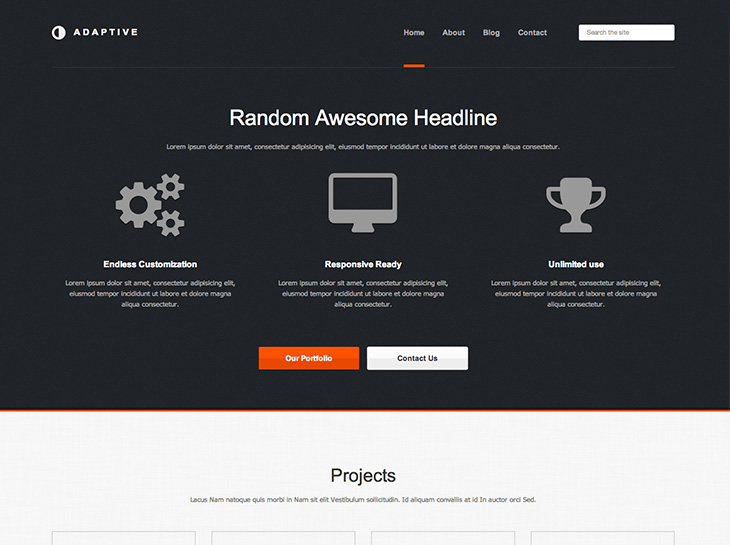 ADAPTIVE
Home About Blog Contact
Search the site
Random Awesome Headline
Lorem ipsum dolor sit amet, consectetur adipisicing elit, eiusmod tempor incididunt ut labore et dolore magna aliqua consectetur.
Endless Customization
Lorem ipsum dolor sit amet, consectetur adipisicing elit,
eiusmod tempor incididunt ut labore et dolore magna
aliqua consectetur.
Responsive Ready
Lorem ipsum dolor sit amet, consectetur adipisicing elit,
eiusmod tempor incididunt ut labore et dolore magna
aliqua consectetur.
Unlimited use
Lorem ipsum dolor sit amet, consectetur adipisicing elit,
eiusmod tempor incididunt ut labore et dolore magna
aliqua consectetur.
Our Portfolio
Contact Us
Projects
Lacus Nam natoque quis morbi in Nam sit elit Vestibulum sollicitudin. Id aliquam convallis at id In auctor orci Sed.